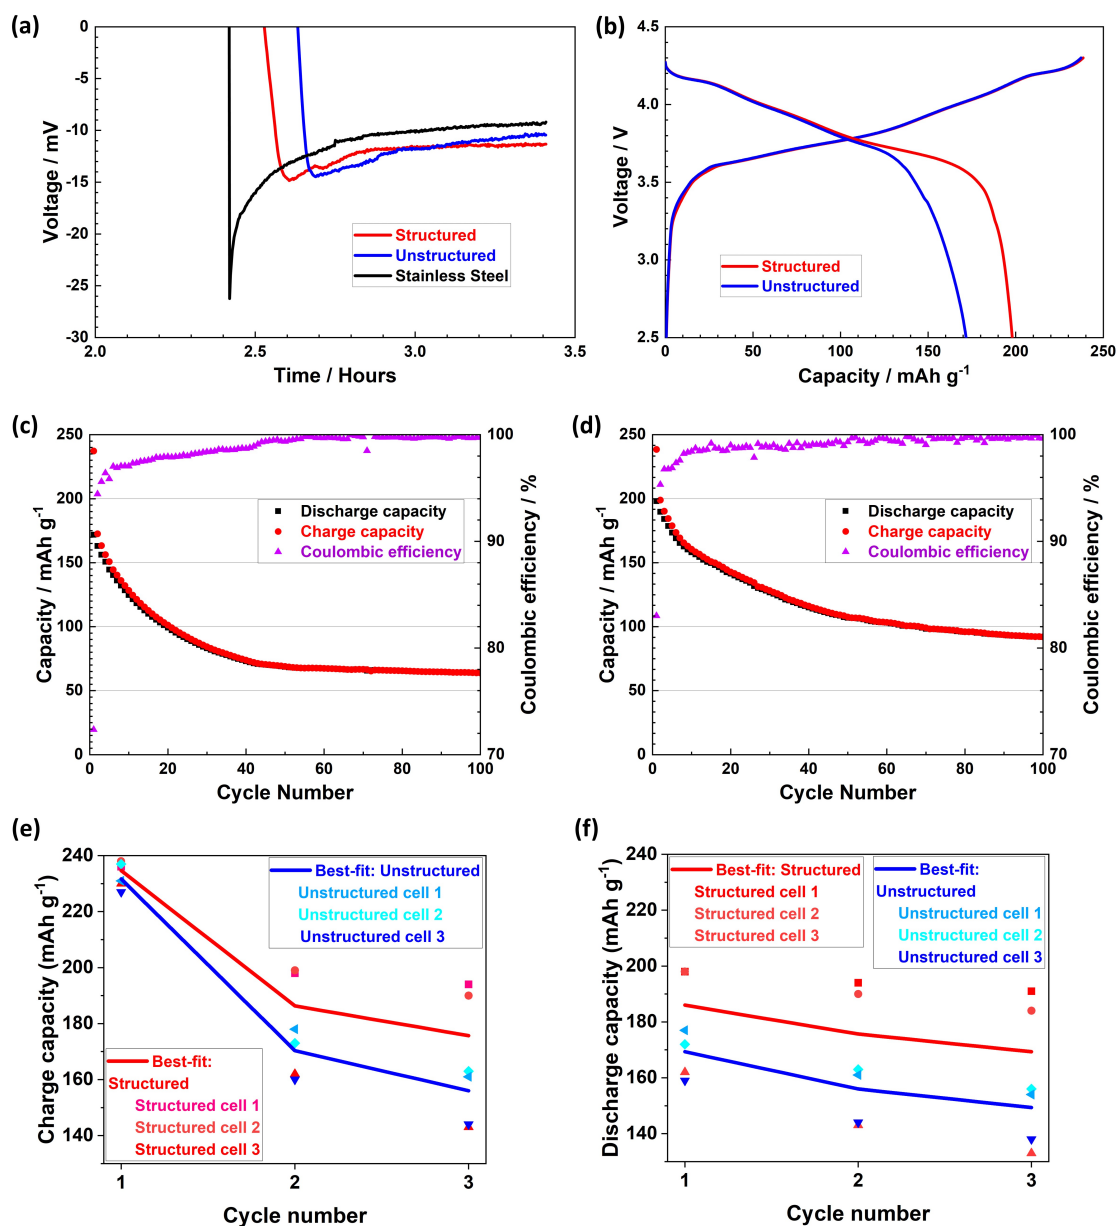 (a)
0
-5
-10
-15
-20
-25
-30
Voltage / mV
2.0
2.5
3.0
3.5
Time / Hours
Structured
Unstructured
Stainless Steel
(b)
4.5
4.0
3.5
3.0
2.5
Voltage / V
0
50
100
150
200
250
Capacity / mAh g-1
Structured
Unstructured
(c)
250
200
150
100
50
0
Capacity / mAh g-1
100
90
80
70
Coulombic efficiency / %
0
20
40
60
80
100
Cycle Number
Discharge capacity
Charge capacity
Coulombic efficiency
(d)
250
200
150
100
50
0
Capacity / mAh g-1
100
90
80
70
Coulombic efficiency / %
0
20
40
60
80
100
Cycle Number
Discharge capacity
Charge capacity
Coulombic efficiency
(e)
240
220
200
180
160
140
Charge capacity (mAh g-1)
1
2
3
Cycle number
Best-fit: Unstructured
Unstructured cell 1
Unstructured cell 2
Unstructured cell 3
Best-fit:
Structured
Structured cell 1
Structured cell 2
Structured cell 3
(f)
240
220
200
180
160
140
Discharge capacity (mAh g-1)
1
2
3
Cycle number
Best-fit: Structured
Structured cell 1
Structured cell 2
Structured cell 3
Best-fit:
Unstructured
Unstructured cell 1
Unstructured cell 2
Unstructured cell 3